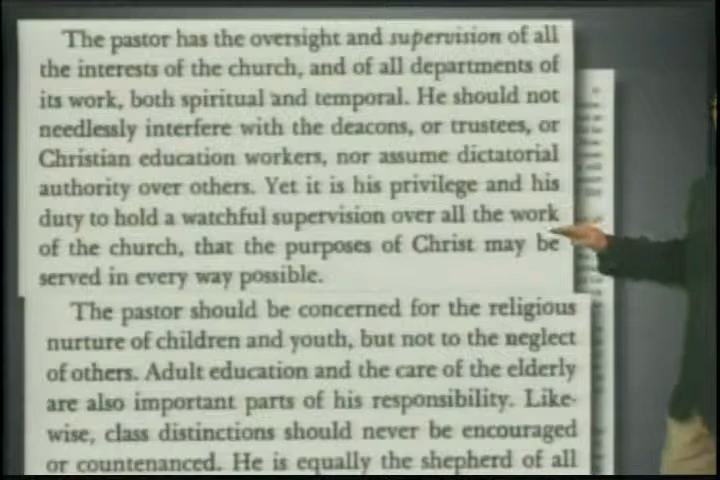 The pastor has the oversight and supervision of all
the interests of the church, and of all departments of
its work, both spiritual and temporal. He should not
needlessly interfere with the deacons, or trustees, or
Christian education workers, nor assume dictatorial
authority over others. Yet it is his privilege and his
duty to hold a watchful supervision over all the work
of the church, that the purposes of Christ may be
served in every way possible.
The pastor should be concerned for the religious
nurture of children and youth, but not to the neglect
of others. Adult education and the care of the elderly
are also important parts of his responsibility. Like-
wise, class distinctions should never be encouraged
or countenanced. He is equally the shepherd of all